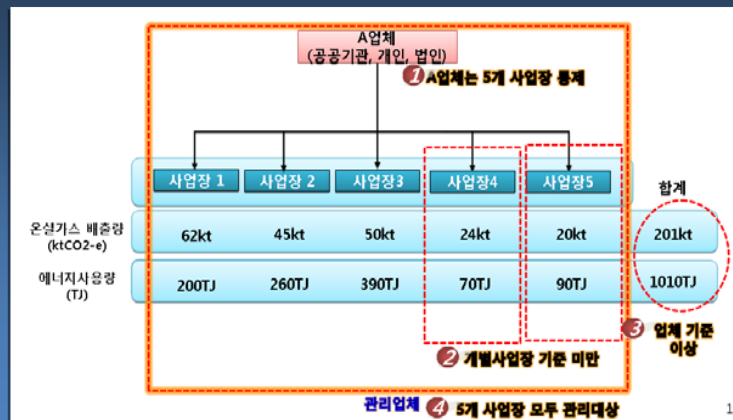 A업체
(공공기관, 개인, 법인)
1 A업체는 5개 사업장 통제
사업장 1 사업장 2 사업장3 사업장4 사업장5 합계
온실가스 배출량
(ktCO2-e)
62kt 45kt 50kt 24kt 20kt 201kt
에너지사용량
(TJ)
200TJ 260TJ 390TJ 70TJ 90TJ 1010TJ
3 업체 기준
이상
2 개별사업장 기준 미만
관리업체 4 5개 사업장 모두 관리대상
1